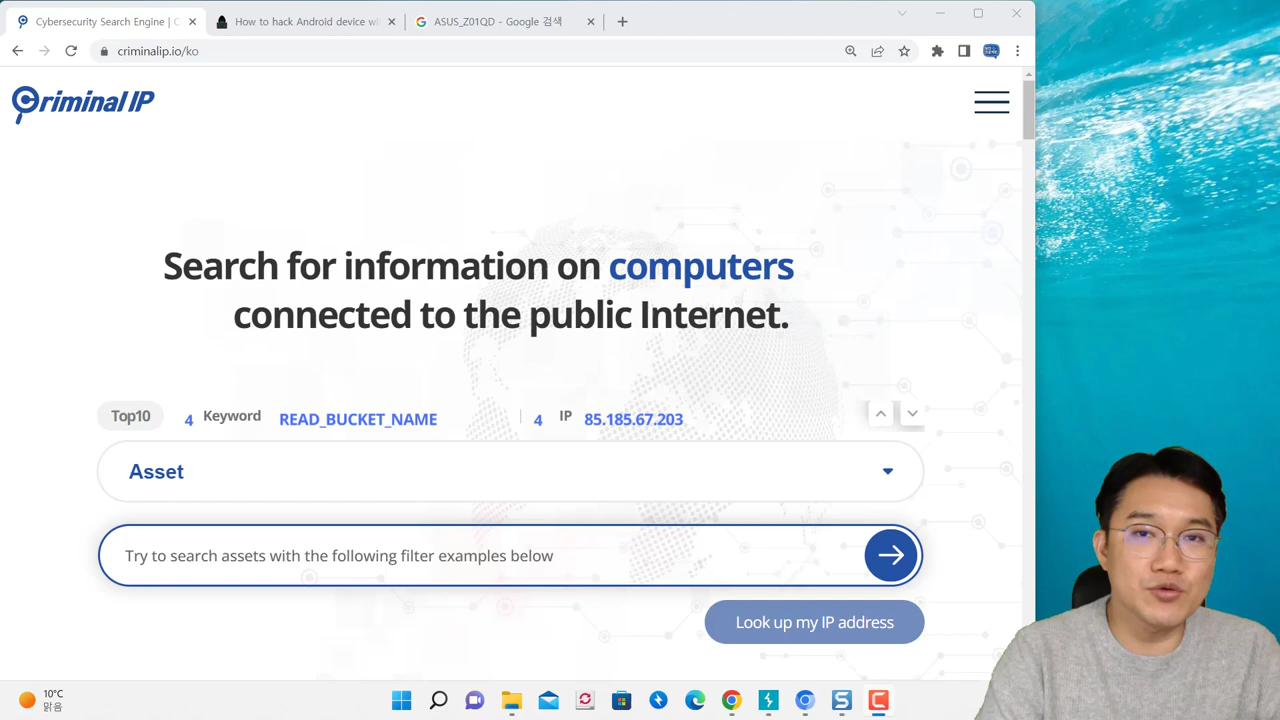 Cybersecurity Search Engine | C
How to hack Android device wi
ASUS_Z01QD - Google 검색
criminalip.io/ko
Criminal IP
Search for information on computers
connected to the public Internet.
Top10 4 Keyword READ_BUCKET_NAME 4 IP 85.185.67.203
Asset
Try to search assets with the following filter examples below
Look up my IP address
10°C
맑음